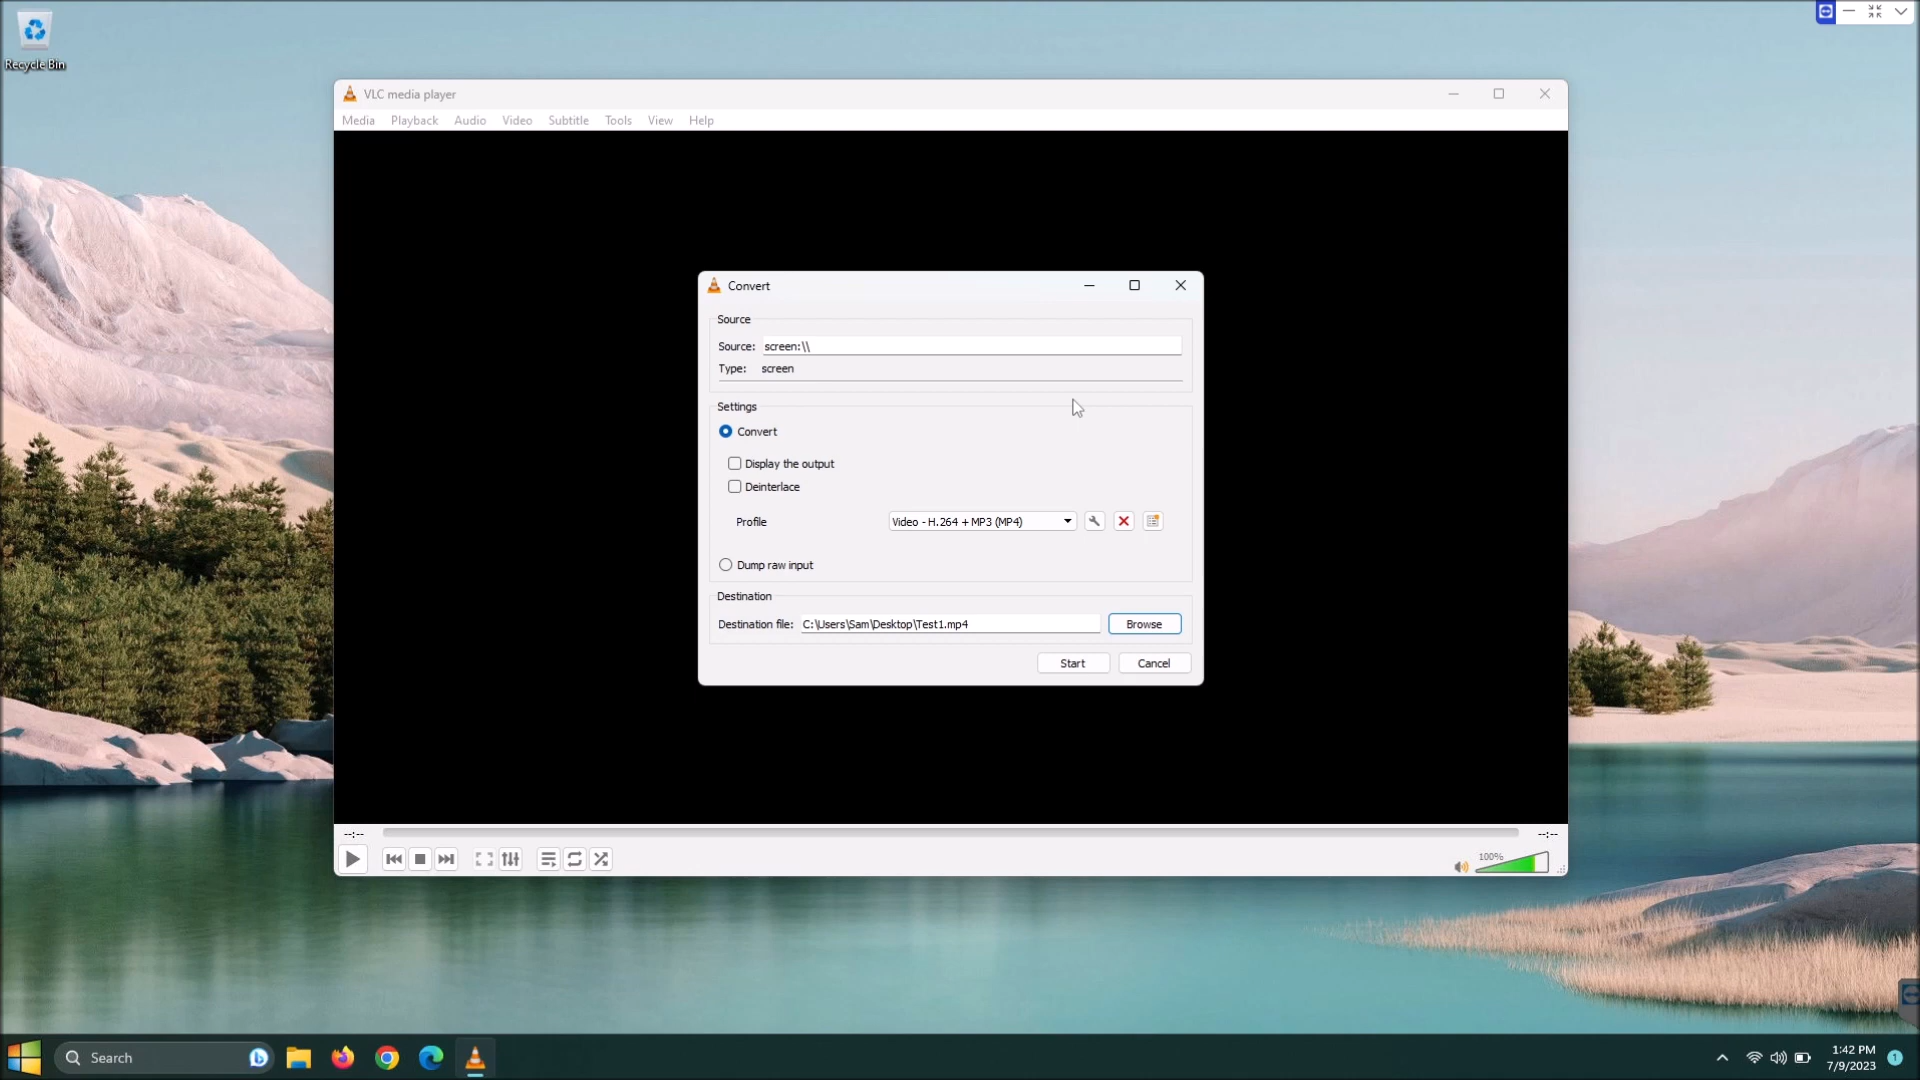 Recycle Bin
VLC media player
Media Playback Audio Video Subtitle Tools View Help
Convert
Source
Source: screen:\\
Type: screen
Settings
Convert
Display the output
Deinterlace
Profile Video - H.264 + MP3 (MP4)
Dump raw input
Destination
Destination file: C:\Users\Sam\Desktop\Test1.mp4 Browse
Start Cancel
--:-- --:--
100%
Search
1:42 PM
7/9/2023
1